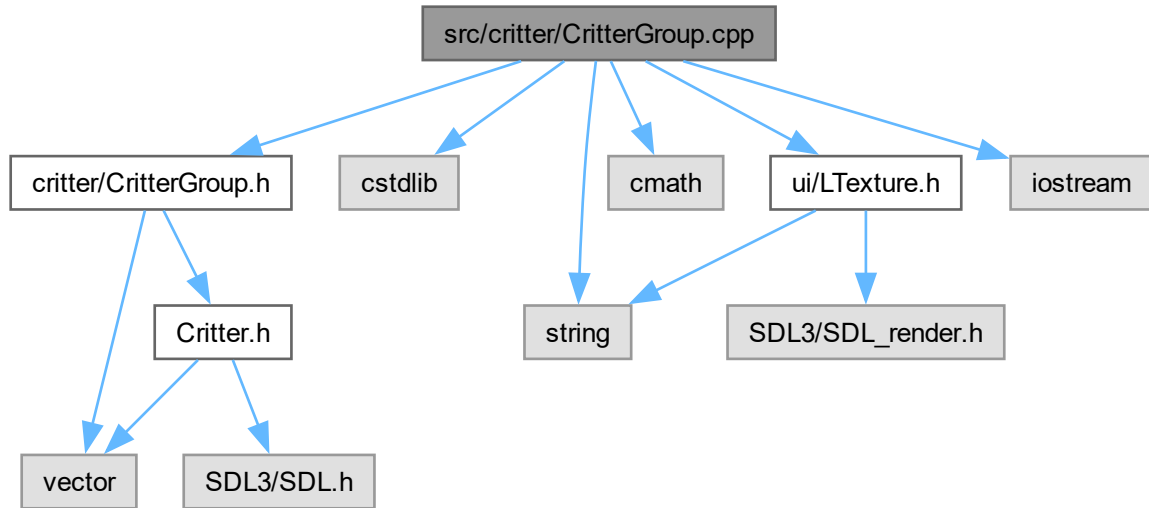 src/critter/CritterGroup.cpp
critter/CritterGroup.h
cstdlib
cmath
ui/LTexture.h
iostream
Critter.h
string
SDL3/SDL_render.h
vector
SDL3/SDL.h